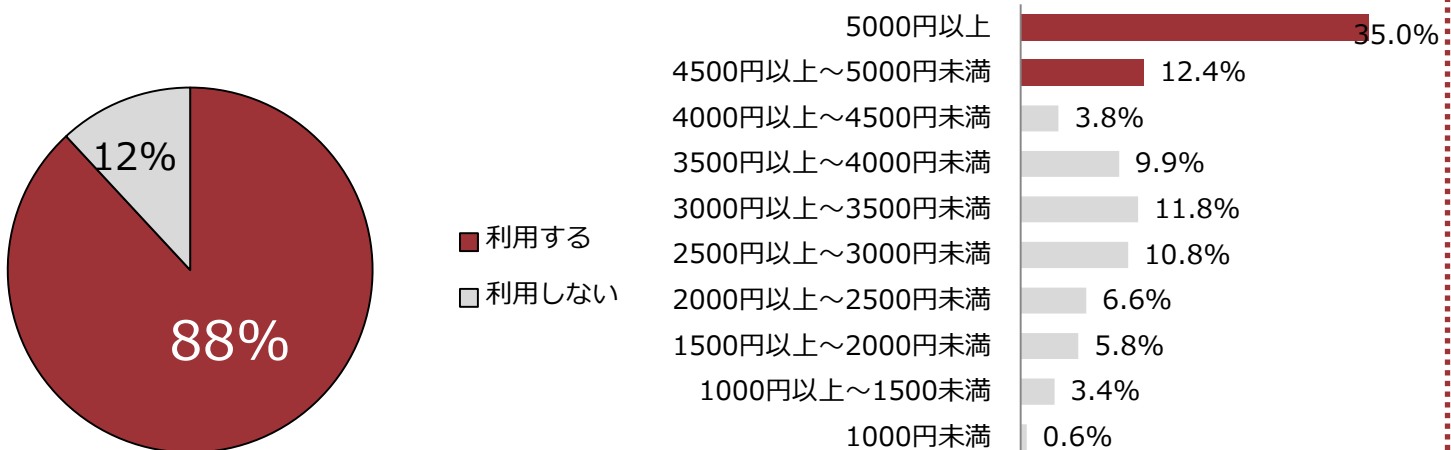 12%
88%
利用する
利用しない
5000円以上 35.0%
4500円以上～5000円未満 12.4%
4000円以上～4500円未満 3.8%
3500円以上～4000円未満 9.9%
3000円以上～3500円未満 11.8%
2500円以上～3000円未満 10.8%
2000円以上～2500円未満 6.6%
1500円以上～2000円未満 5.8%
1000円以上～1500未満 3.4%
1000円未満 0.6%